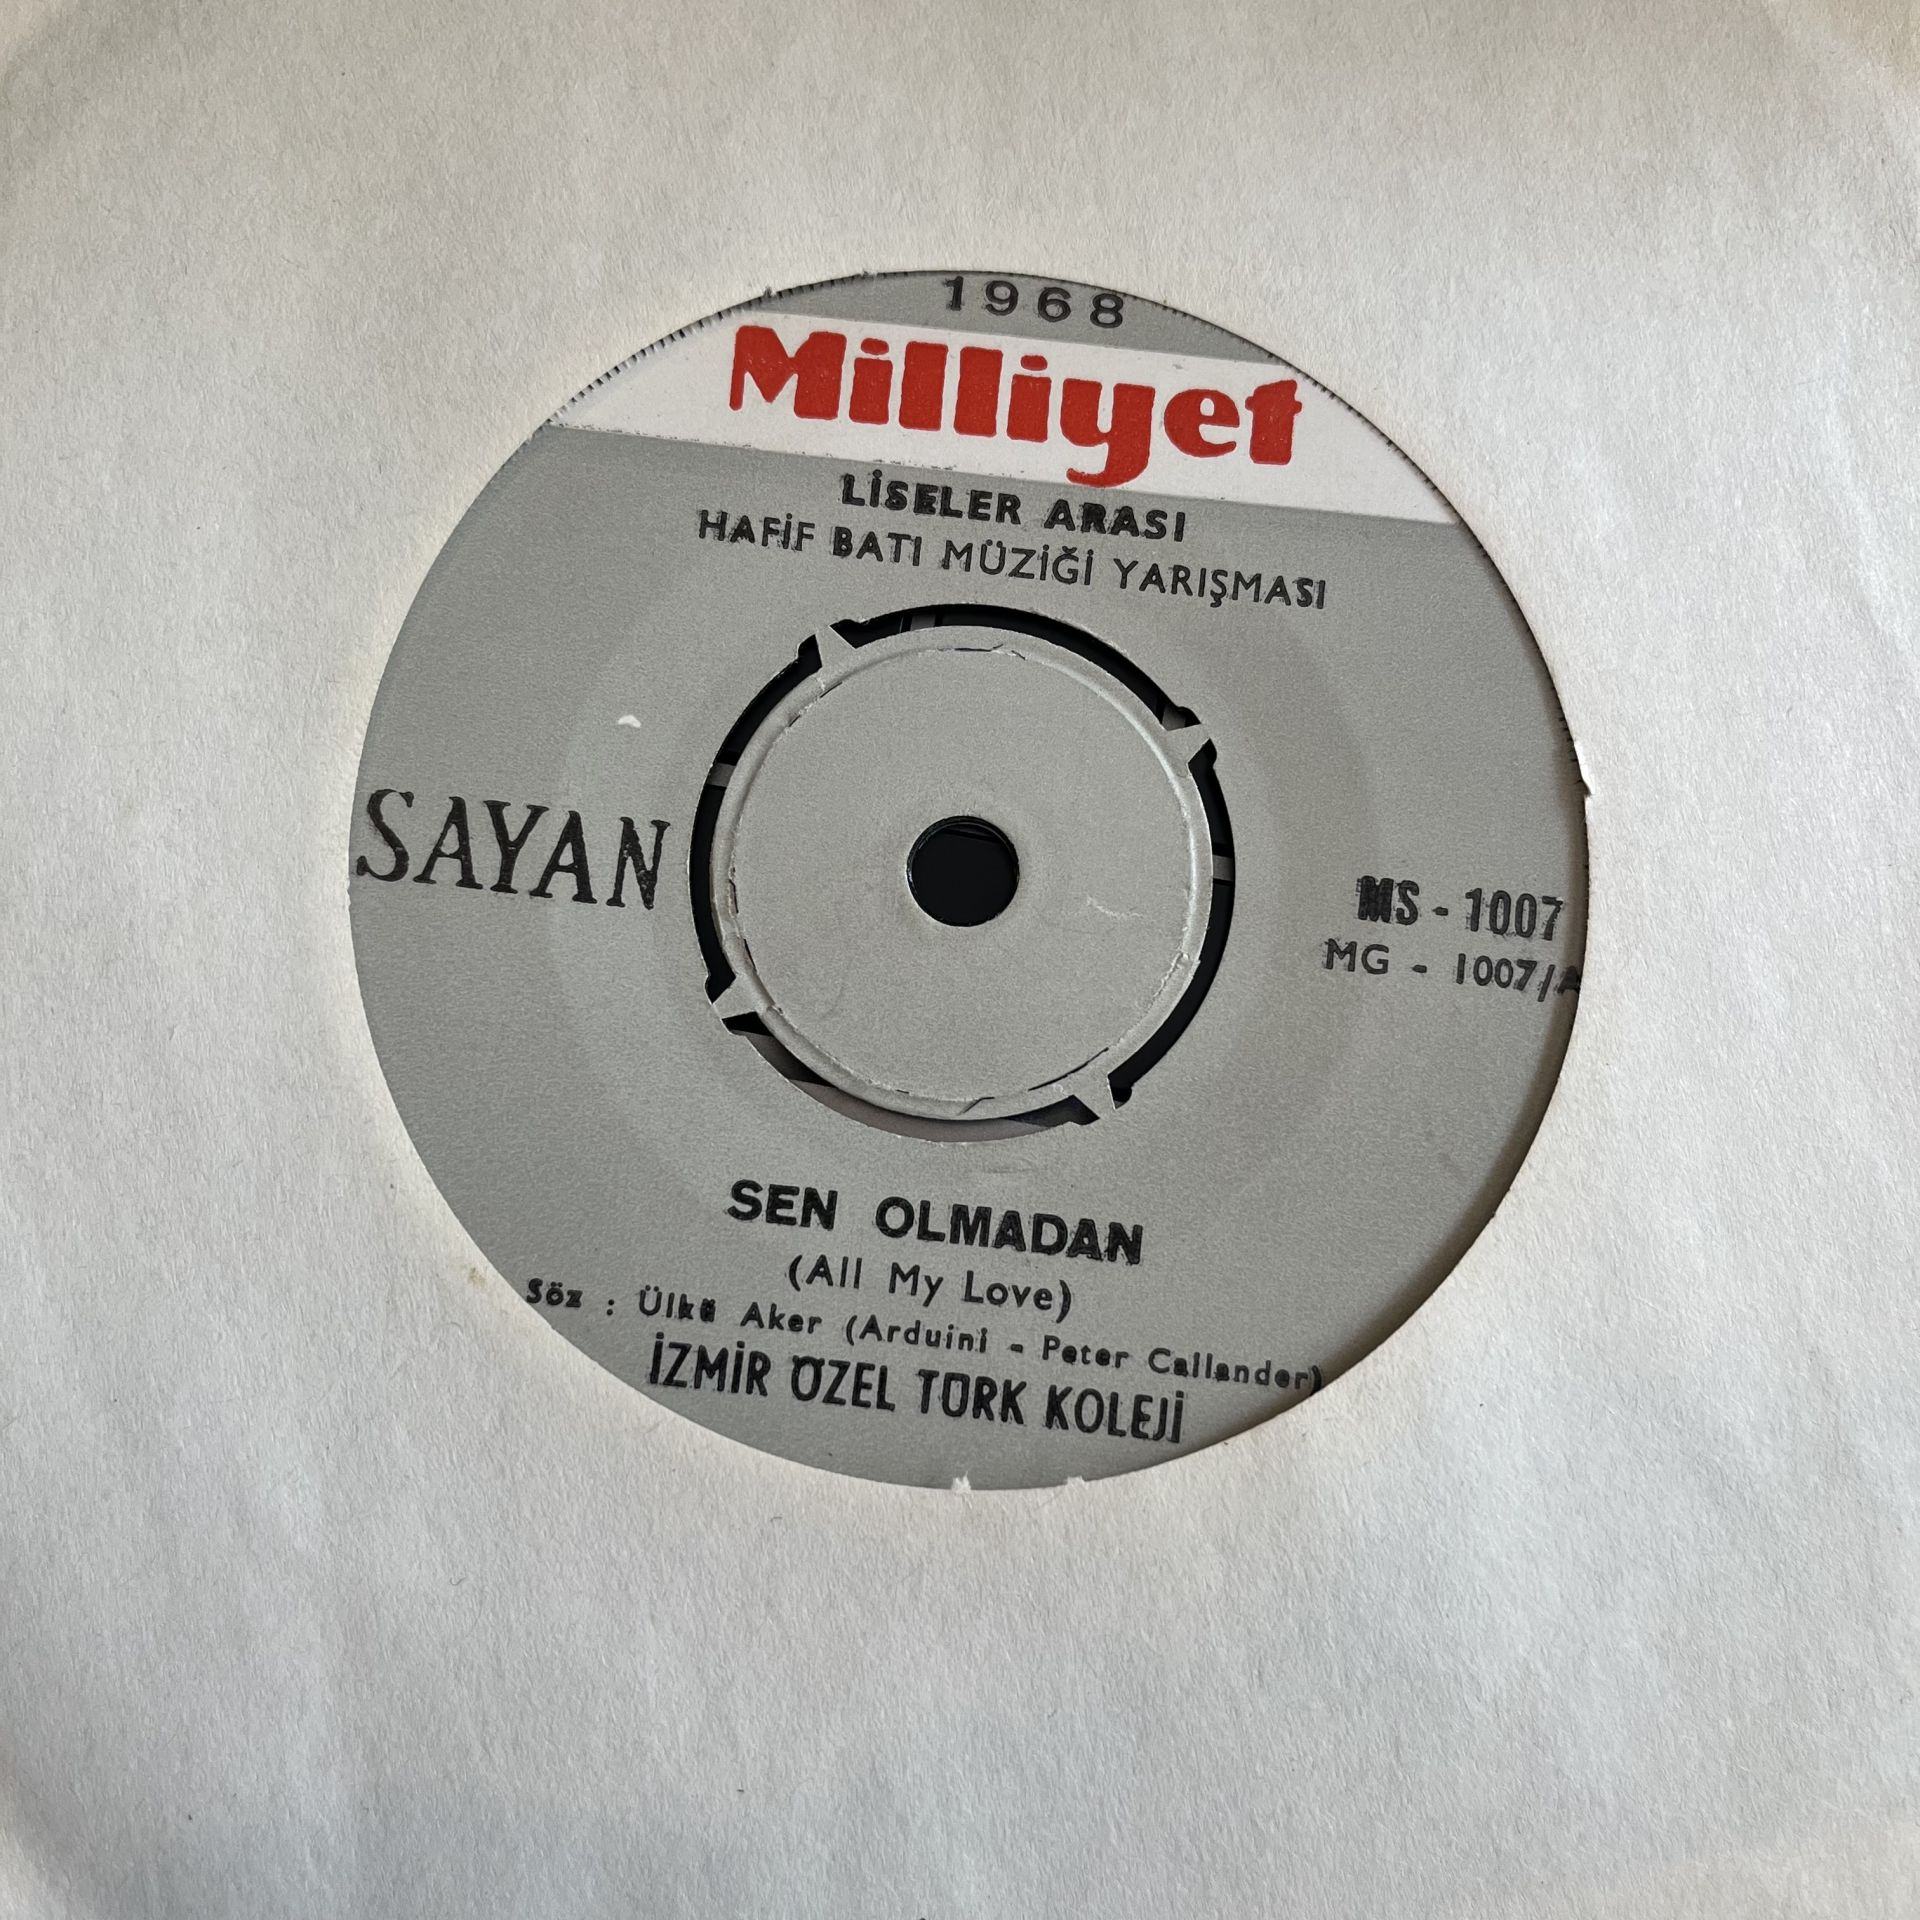 1968
Milliyet
LİSELER ARASI
HAFİF BATI MÜZİĞİ YARIŞMASI
SAYAN
MS - 1007
MG - 1007/A
SEN OLMADAN
(All My Love)
Söz : Ülkü Aker (Arduini - Peter Callander)
İZMİR ÖZEL TÜRK KOLEJİ